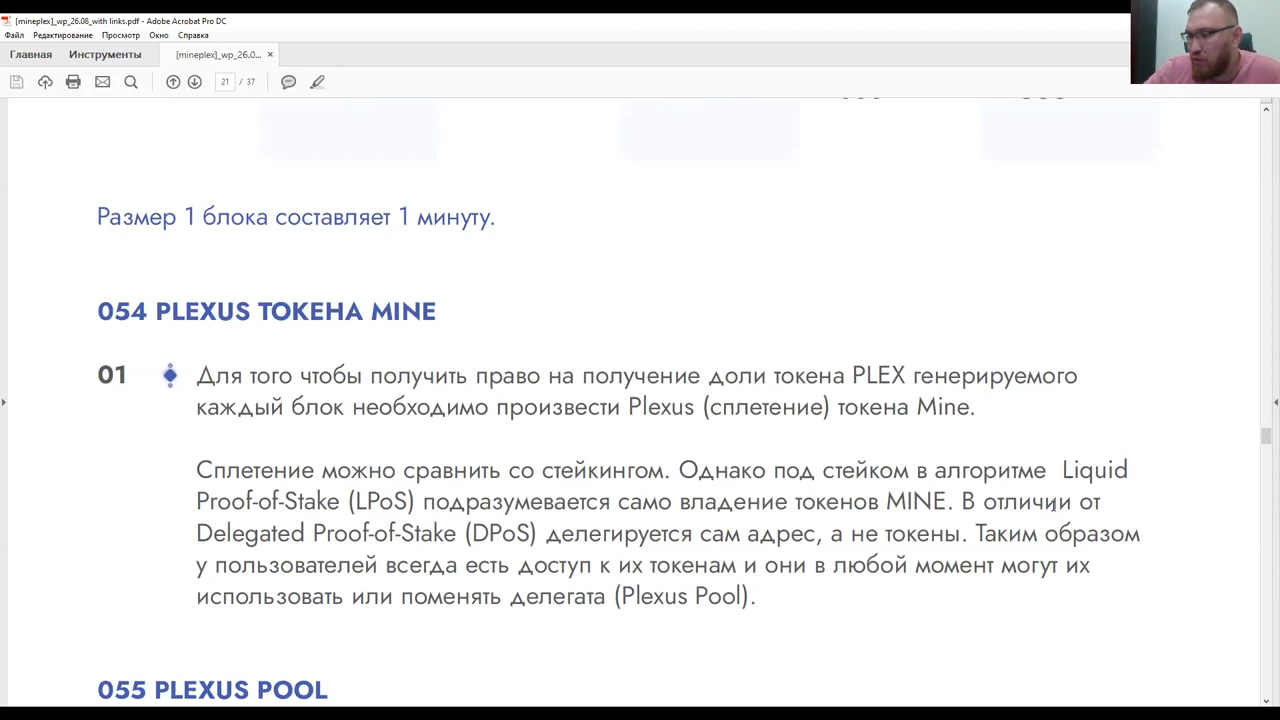 [mineplex]_wp_26.08_with links.pdf - Adobe Acrobat Pro DC
Файл Редактирование Просмотр Окно Справка
Главная Инструменты [mineplex]_wp_26.0... ×
21 / 37
Размер 1 блока составляет 1 минуту.
054 PLEXUS ТОКЕНА MINE
01 Для того чтобы получить право на получение доли токена PLEX генерируемого
каждый блок необходимо произвести Plexus (сплетение) токена Mine.
Сплетение можно сравнить со стейкингом. Однако под стейком в алгоритме Liquid
Proof-of-Stake (LPoS) подразумевается само владение токенов MINE. В отличии от
Delegated Proof-of-Stake (DPoS) делегируется сам адрес, а не токены. Таким образом
у пользователей всегда есть доступ к их токенам и они в любой момент могут их
использовать или поменять делегата (Plexus Pool).
055 PLEXUS POOL